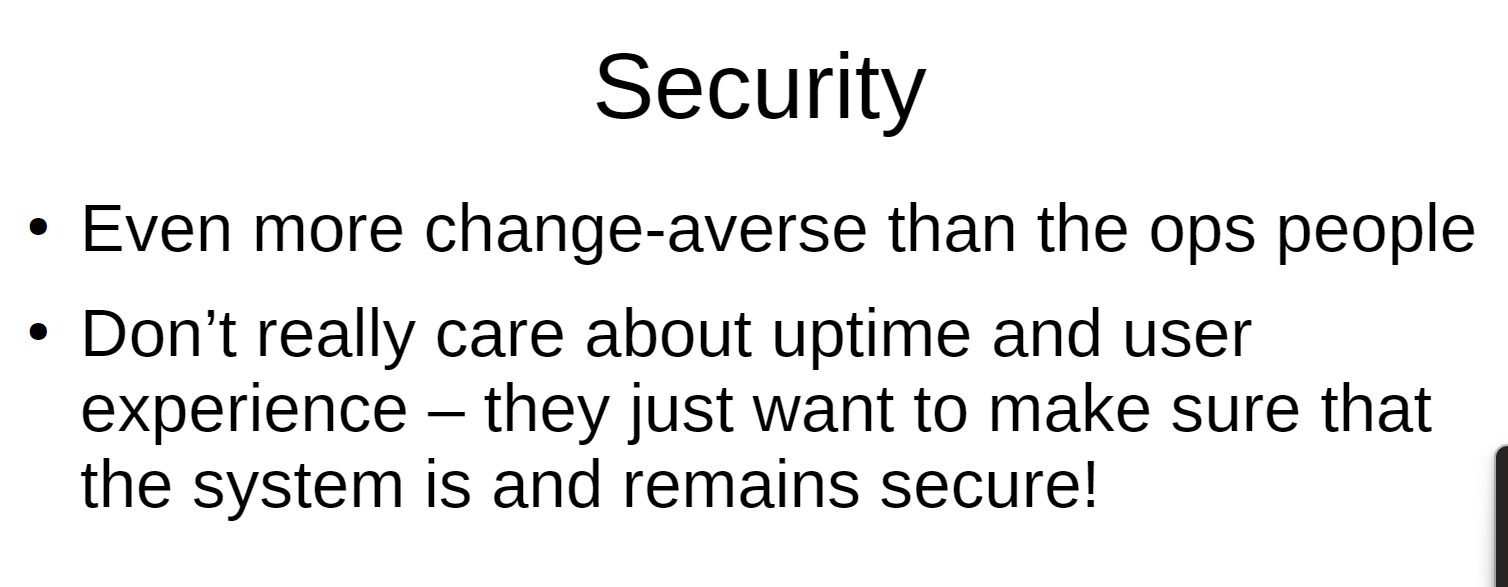 Security
• Even more change-averse than the ops people
• Don’t really care about uptime and user
experience – they just want to make sure that
the system is and remains secure!